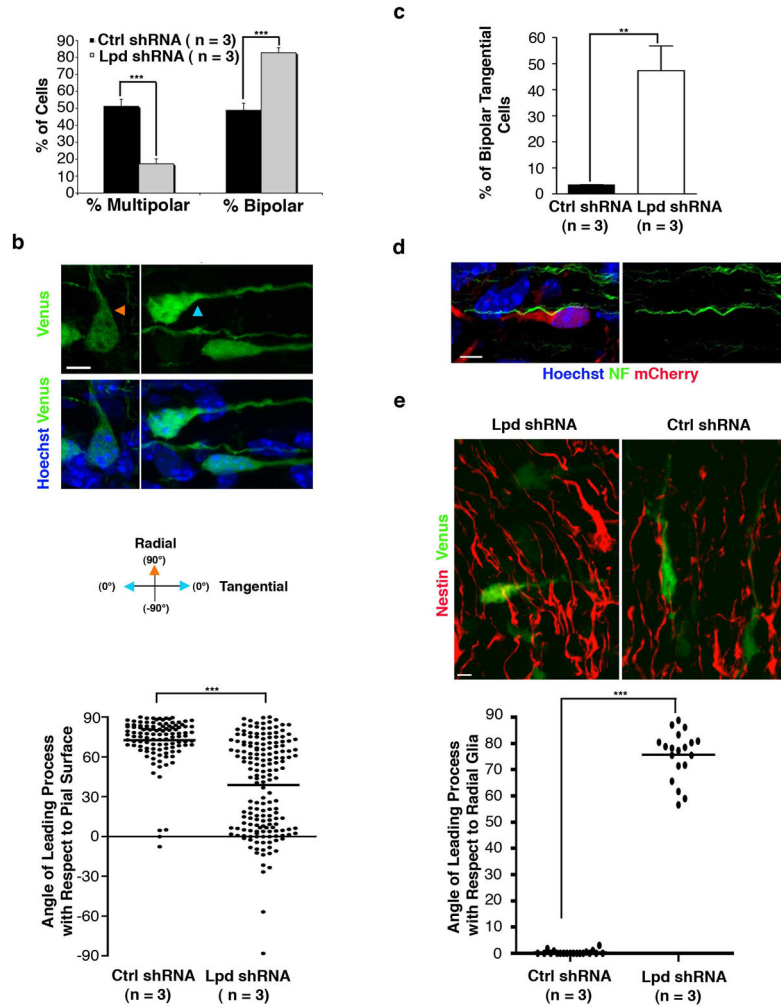 90
80
70
60
50
40
30
20
10
0
% of Cells
Ctrl shRNA ( n = 3)
Lpd shRNA ( n = 3)
***
***
% Multipolar
% Bipolar
c
60
50
40
30
20
10
0
% of Bipolar Tangential
Cells
**
Ctrl shRNA
(n = 3)
Lpd shRNA
(n = 3)
b
Venus
Hoechst Venus
Radial
(90°)
(0°)
(0°)
Tangential
(-90°)
d
Hoechst NF mCherry
e
Lpd shRNA
Ctrl shRNA
Nestin Venus
***
90
60
30
0
-30
-60
-90
Angle of Leading Process
with Respect to Pial Surface
Ctrl shRNA
(n = 3)
Lpd shRNA
( n = 3)
***
90
80
70
60
50
40
30
20
10
0
Angle of Leading Process
with Respect to Radial Glia
Ctrl shRNA
(n = 3)
Lpd shRNA
(n = 3)